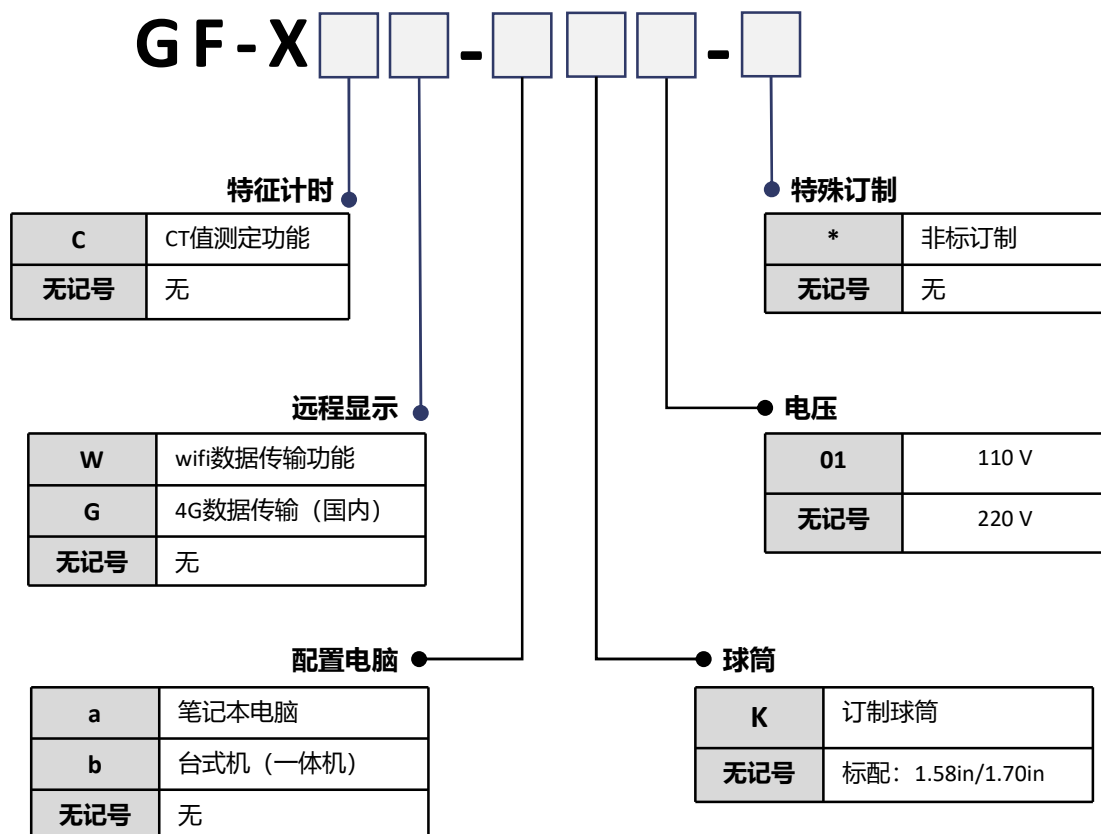 GF-X - -
特征计时
C CT值测定功能
无记号 无
特殊订制
* 非标订制
无记号 无
远程显示
W wifi数据传输功能
G 4G数据传输（国内）
无记号 无
电压
01 110 V
无记号 220 V
配置电脑
a 笔记本电脑
b 台式机（一体机）
无记号 无
球筒
K 订制球筒
无记号 标配：1.58in/1.70in